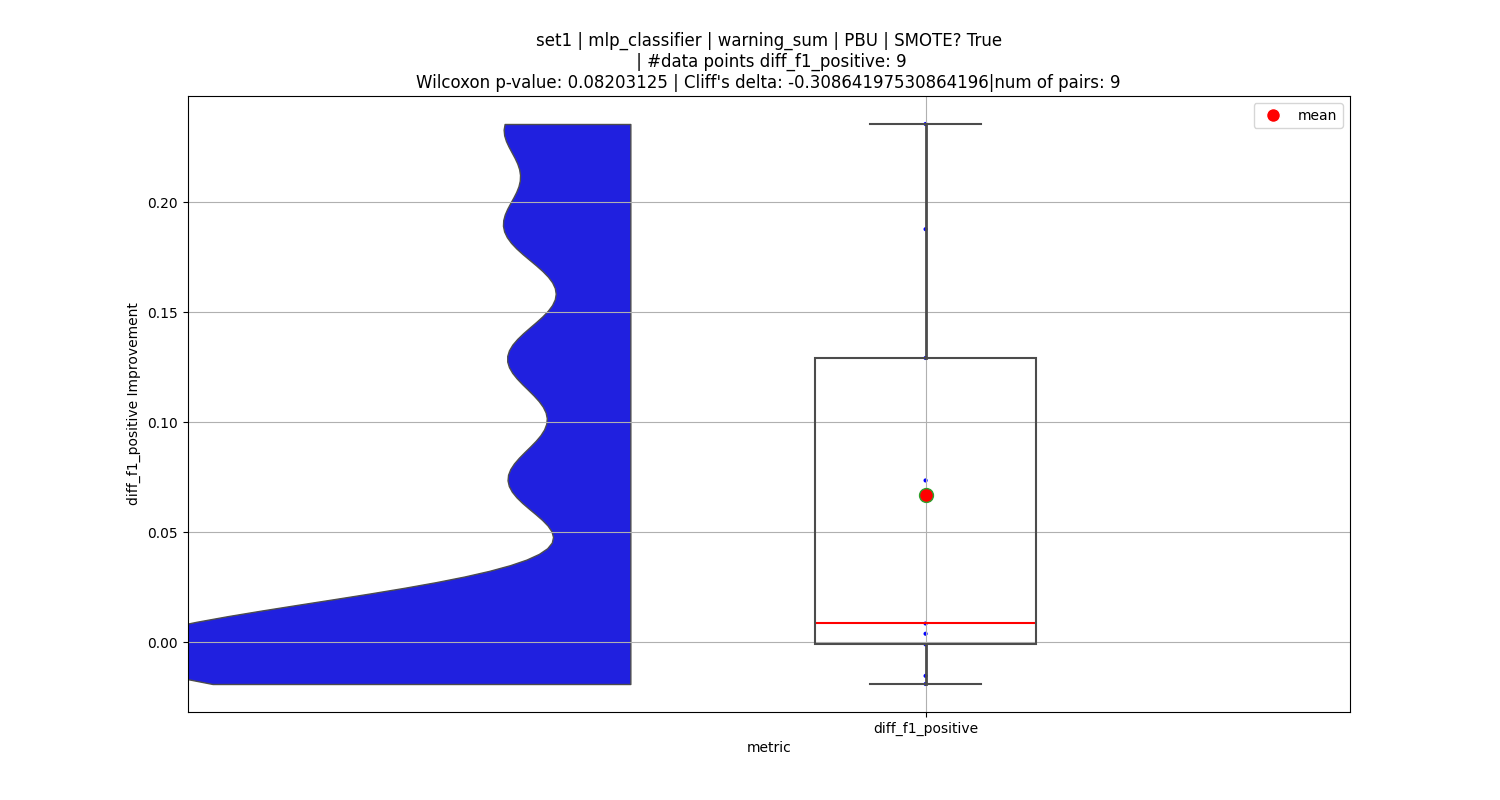 set1 | mlp_classifier | warning_sum | PBU | SMOTE? True
| #data points diff_f1_positive: 9
Wilcoxon p-value: 0.08203125 | Cliff's delta: -0.30864197530864196|num of pairs: 9
mean
0.20
0.15
0.10
0.05
0.00
diff_f1_positive Improvement
diff_f1_positive
metric